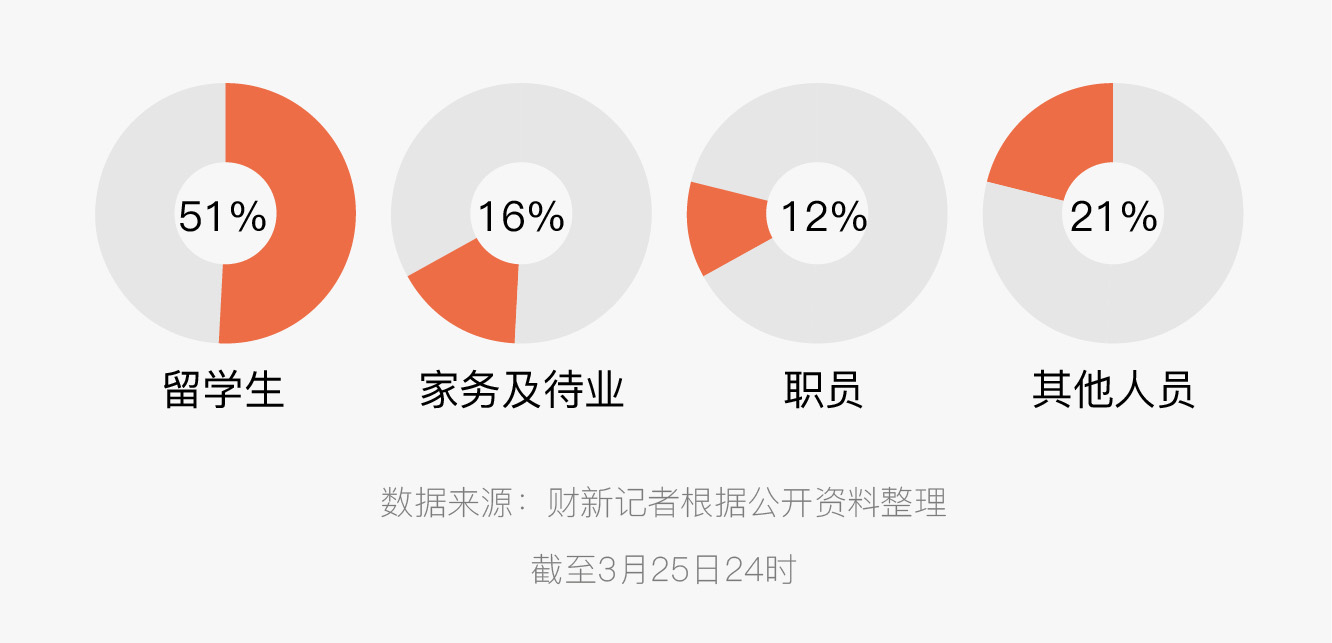 51% 16% 12% 21%
留学生 家务及待业 职员 其他人员
数据来源：财新记者根据公开资料整理
截至3月25日24时